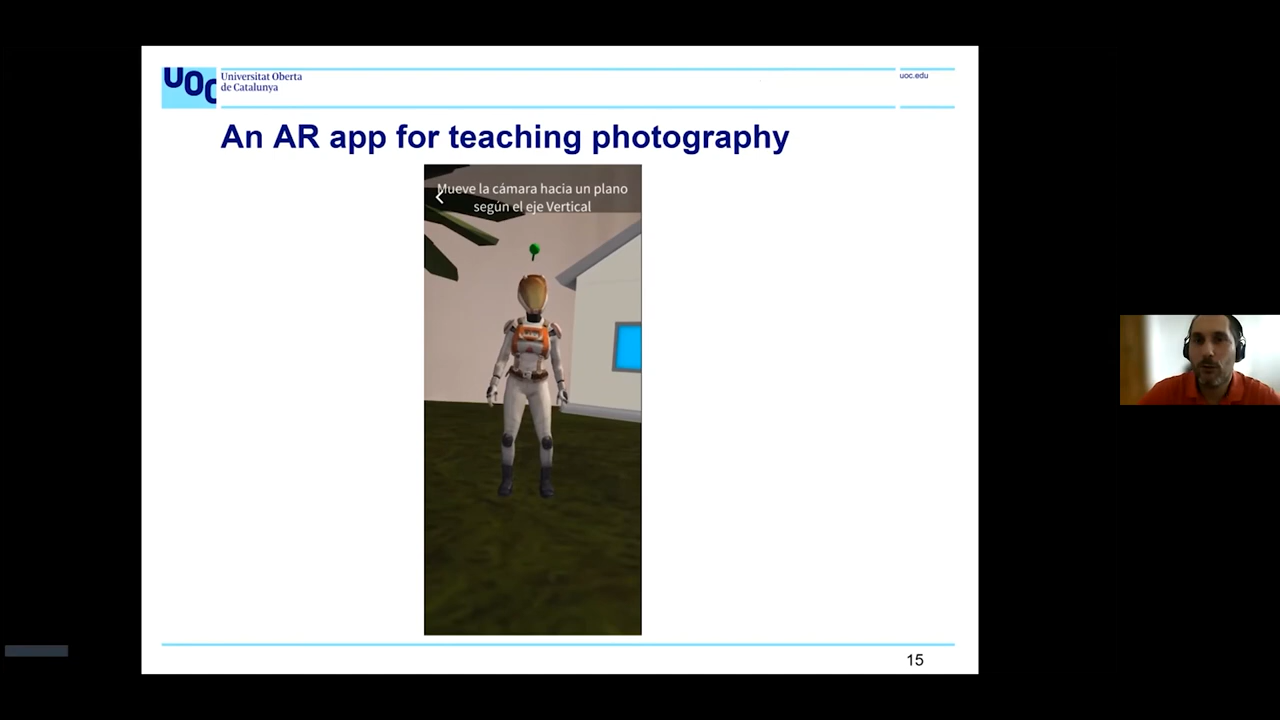 UOC
Universitat Oberta
de Catalunya
uoc.edu
An AR app for teaching photography
Mueve la cámara hacia un plano
según el eje Vertical
15